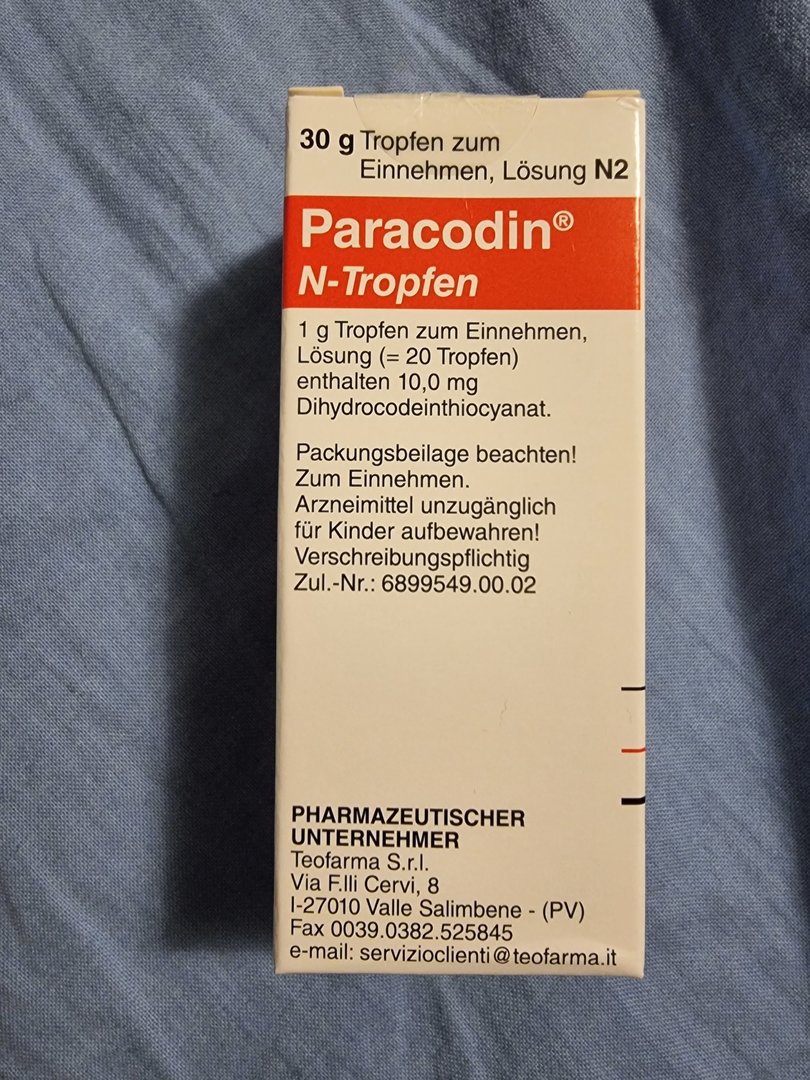 30 g Tropfen zum
Einnehmen, Lösung N2
Paracodin®
N-Tropfen
1 g Tropfen zum Einnehmen,
Lösung (= 20 Tropfen)
enthalten 10,0 mg
Dihydrocodeinthiocyanat.
Packungsbeilage beachten!
Zum Einnehmen.
Arzneimittel unzugänglich
für Kinder aufbewahren!
Verschreibungspflichtig
Zul.-Nr.: 6899549.00.02
PHARMAZEUTISCHER
UNTERNEHMER
Teofarma S.r.l.
Via F.lli Cervi, 8
I-27010 Valle Salimbene - (PV)
Fax 0039.0382.525845
e-mail: servizioclienti@teofarma.it